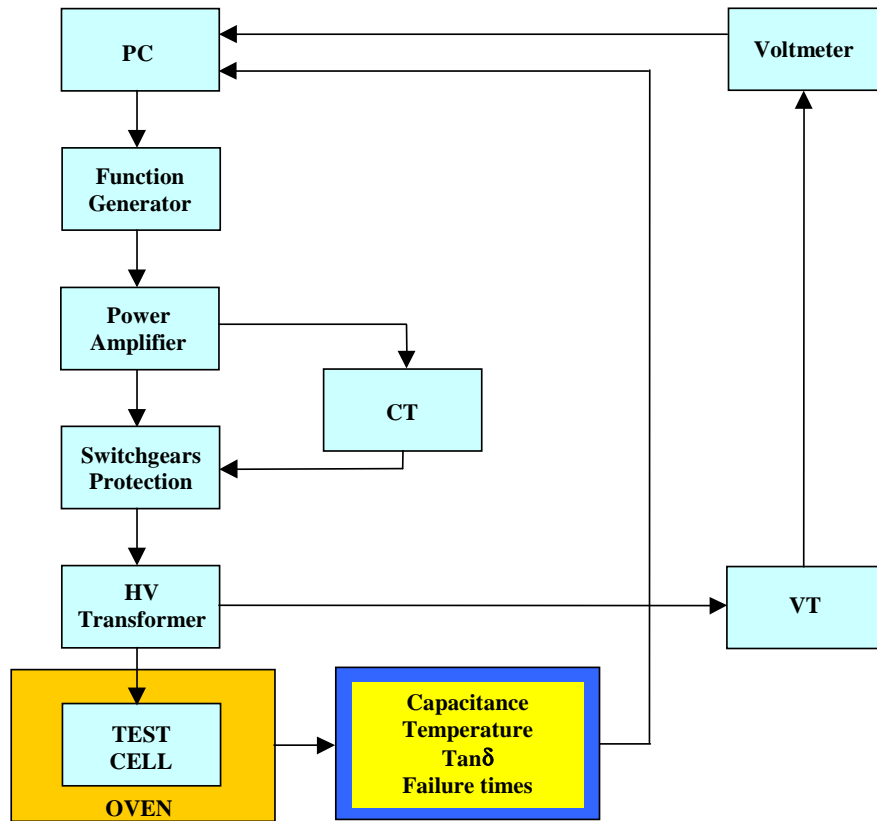 PC
Voltmeter
Function
Generator
Power
Amplifier
CT
Switchgears
Protection
HV
Transformer
VT
TEST
CELL
OVEN
Capacitance
Temperature
Tanδ
Failure times